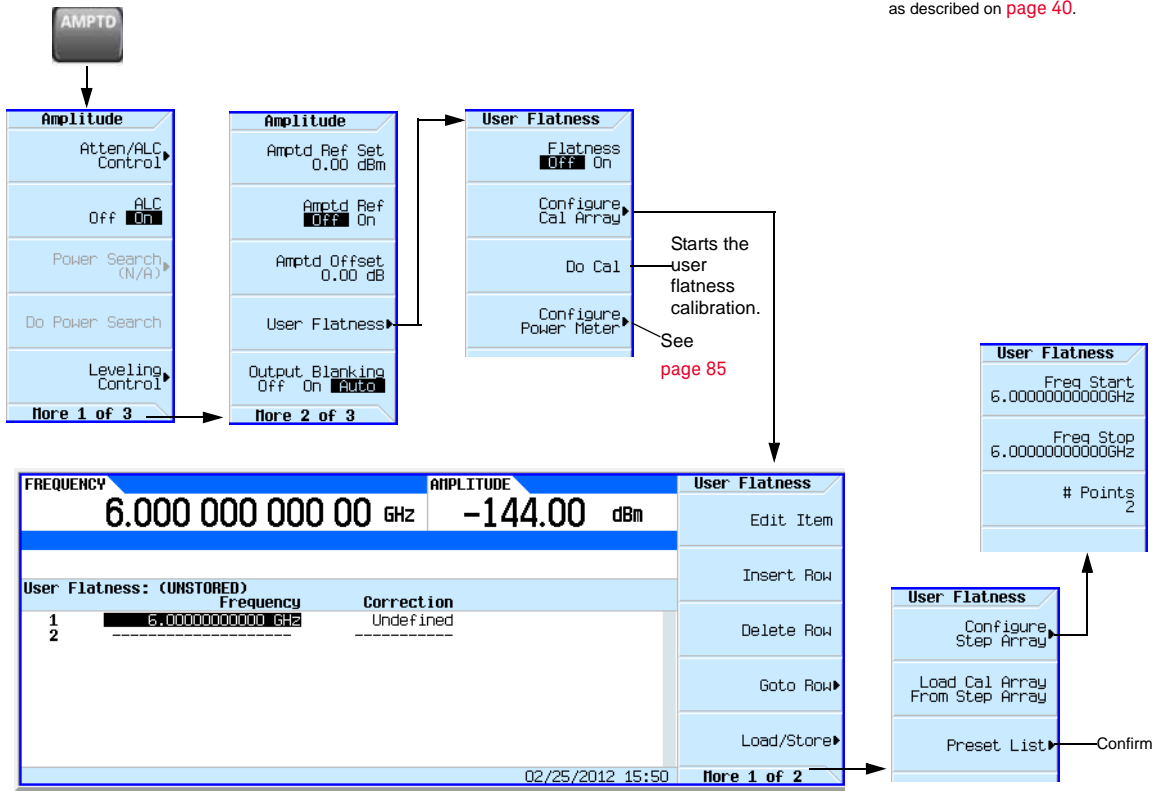 as described on page 40.
AMPTD
Amplitude
Atten/ALC
Control
ALC
Off On
Power Search
(N/A)
Do Power Search
Leveling
Control
More 1 of 3
Amplitude
Amptd Ref Set
0.00 dBm
Amptd Ref
Off On
Amptd Offset
0.00 dB
User Flatness
Output Blanking
Off On Auto
More 2 of 3
User Flatness
Flatness
Off On
Configure
Cal Array
Do Cal
Configure
Power Meter
Starts the
user
flatness
calibration.
See
page 85
User Flatness
Freq Start
6.00000000000GHz
Freq Stop
6.00000000000GHz
# Points
2
FREQUENCY
6.000 000 000 00 GHz
AMPLITUDE
-144.00 dBm
User Flatness: (UNSTORED)
Frequency Correction
1 6.00000000000 GHz Undefined
2 -------------------- -----------
02/25/2012 15:50
User Flatness
Edit Item
Insert Row
Delete Row
Goto Row
Load/Store
More 1 of 2
User Flatness
Configure
Step Array
Load Cal Array
From Step Array
Preset List
Confirm